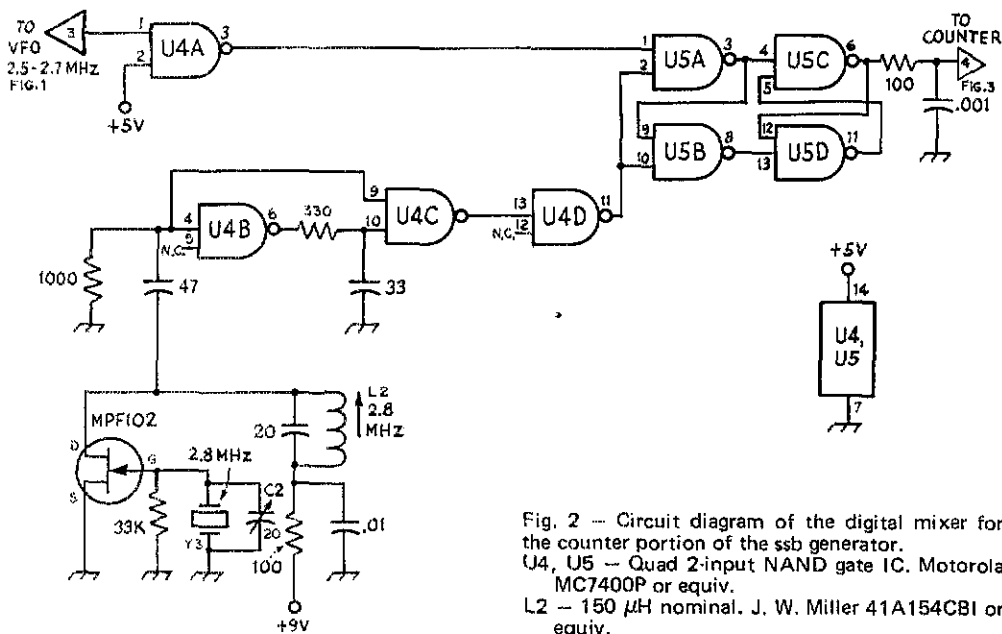 TO
VFO
2.5-2.7 MHz
FIG.1
3
1
2
U4A
3
+5V
1
2
U5A
3
4
5
U5C
6
100
TO
COUNTER
4
FIG.3
.001
9
10
U5B
8
12
13
U5D
11
4
5
N.C.
U4B
6
330
9
10
U4C
13
12
N.C.
U4D
11
1000
47
33
+5V
14
U4,
U5
7
MPF102
D
G
S
33K
2.8 MHz
Y3
C2
20
100
20
L2
2.8
MHz
.01
+9V
Fig. 2 — Circuit diagram of the digital mixer for
the counter portion of the ssb generator.
U4, U5 — Quad 2-input NAND gate IC. Motorola
MC7400P or equiv.
L2 — 150 μH nominal. J. W. Miller 41A154CBI or
equiv.